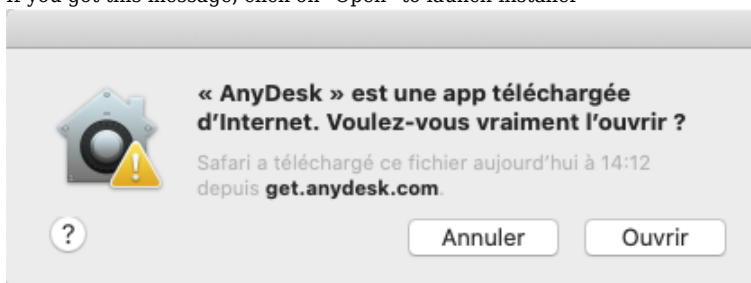 If you got this message, click on "Open" to launch installer
« AnyDesk » est une app téléchargée
d'Internet. Voulez-vous vraiment l'ouvrir ?
Safari a téléchargé ce fichier aujourd'hui à 14:12
depuis get.anydesk.com.
?
Annuler
Ouvrir